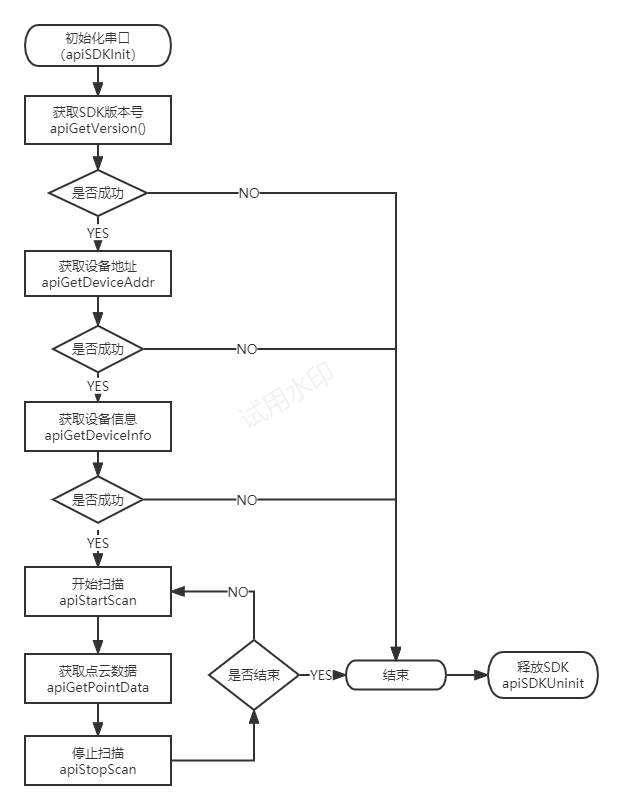 初始化串口
（apiSDKInit）
获取SDK版本号
apiGetVersion()
是否成功
NO
YES
获取设备地址
apiGetDeviceAddr
是否成功
NO
YES
试用水印
获取设备信息
apiGetDeviceInfo
是否成功
NO
YES
开始扫描
apiStartScan
NO
获取点云数据
apiGetPointData
是否结束
YES
结束
释放SDK
apiSDKUninit
停止扫描
apiStopScan